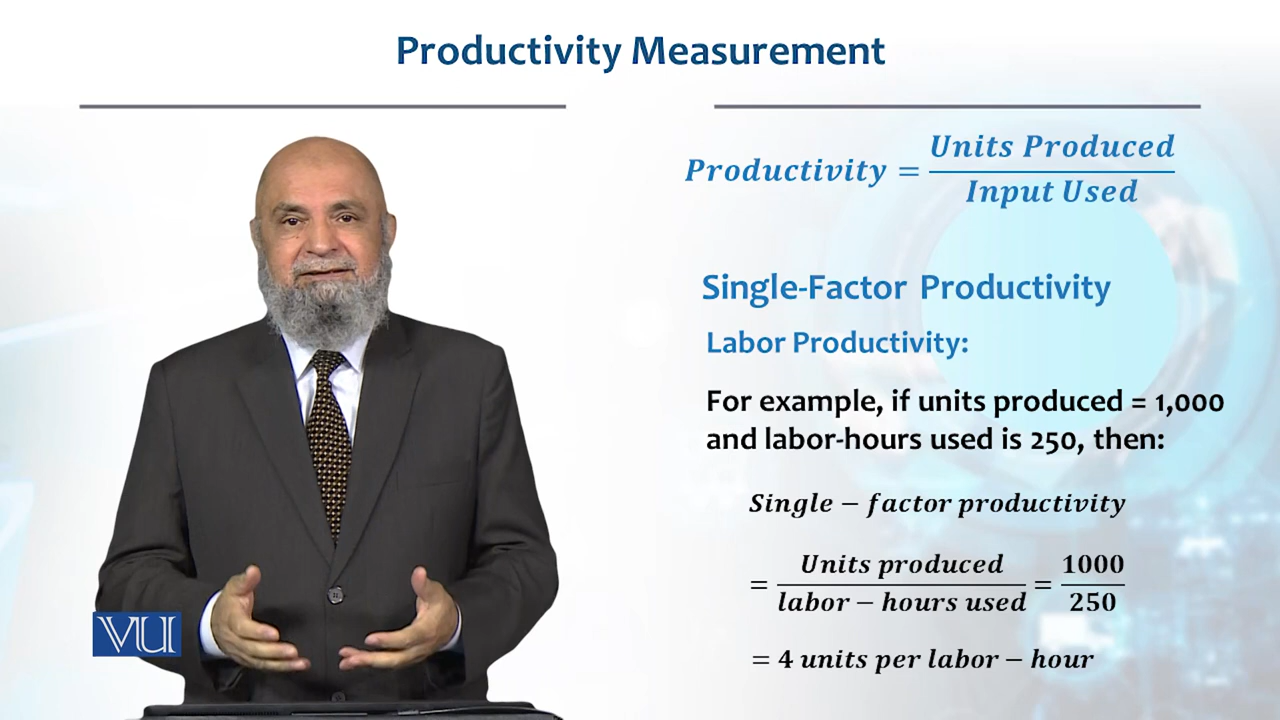 Productivity Measurement
Productivity = Units Produced / Input Used
Single-Factor Productivity
Labor Productivity:
For example, if units produced = 1,000
and labor-hours used is 250, then:
Single − factor productivity
= Units produced / labor − hours used = 1000 / 250
= 4 units per labor − hour
VU